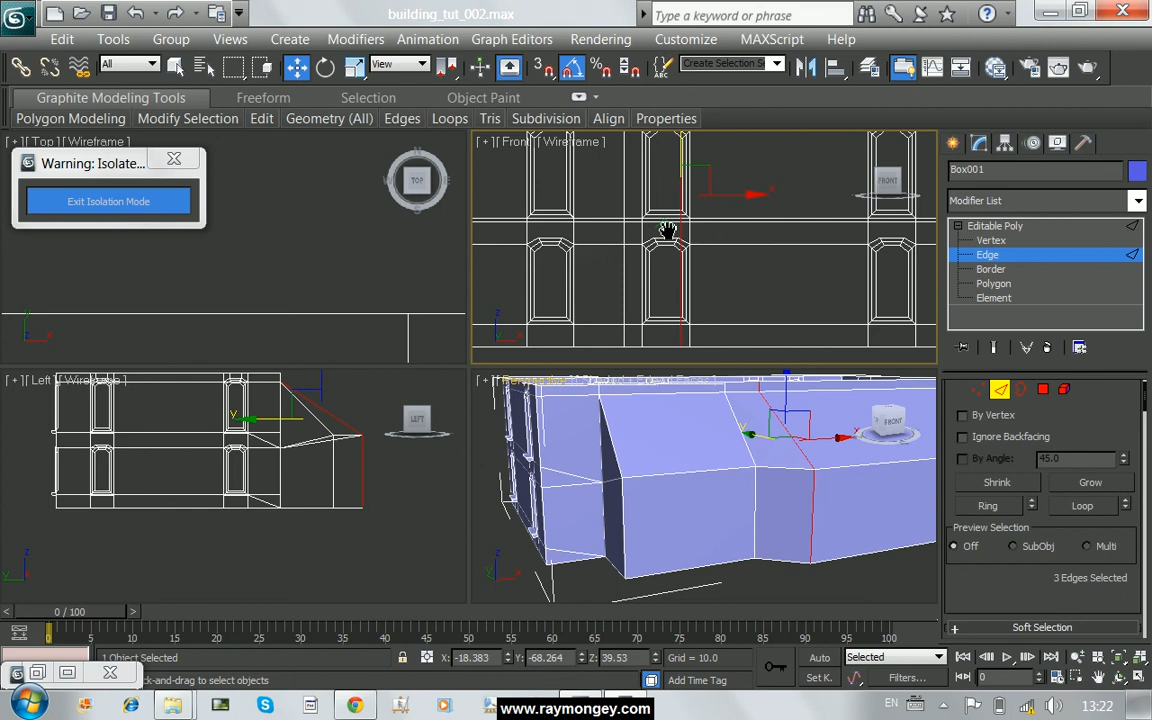 building_tut_002.max
Type a keyword or phrase
Edit Tools Group Views Create Modifiers Animation Graph Editors Rendering Customize MAXScript Help
All
View
3
Create Selection Se
Graphite Modeling Tools Freeform Selection Object Paint
Polygon Modeling Modify Selection Edit Geometry (All) Edges Loops Tris Subdivision Align Properties
[ + ] [ Top ] [ Wireframe ]
[ + ] [ Front ] [ Wireframe ]
Warning: Isolate...
Exit Isolation Mode
TOP
FRONT
Box001
Modifier List
Editable Poly
Vertex
Edge
Border
Polygon
Element
[ + ] [ Left ] [ Wireframe ]
LEFT
FRONT
By Vertex
Ignore Backfacing
By Angle: 45.0
Shrink Grow
Ring Loop
Preview Selection
Off SubObj Multi
3 Edges Selected
Soft Selection
0 / 100
0 5 10 15 20 25 30 35 40 45 50 55 60 65 70 75 80 85 90 95 100
1 Object Selected
X: -18.383 Y: -68.264 Z: 39.53 Grid = 10.0
Auto Selected
-and-drag to select objects
Add Time Tag
Set K. Filters... 0
www.raymongey.com
EN 13:22